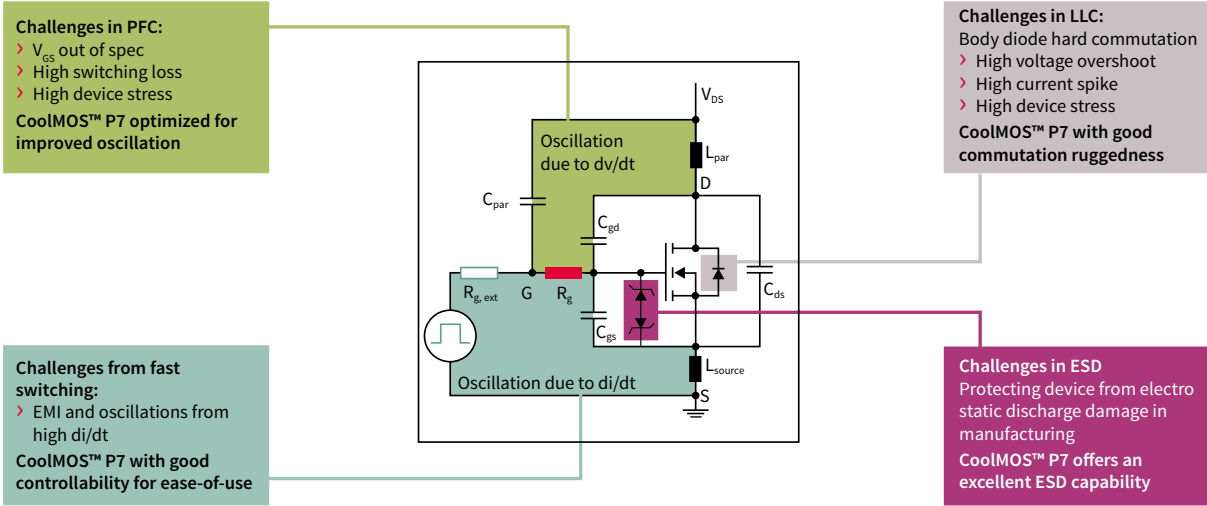 Challenges in PFC:
› VGS out of spec
› High switching loss
› High device stress
CoolMOS™ P7 optimized for
improved oscillation
Challenges in LLC:
Body diode hard commutation
› High voltage overshoot
› High current spike
› High device stress
CoolMOS™ P7 with good
commutation ruggedness
VDS
Oscillation
due to dv/dt
Lpar
D
Cpar
Cgd
Rg, ext
G
Rg
Cds
Cgs
Lsource
Oscillation due to di/dt
S
Challenges from fast
switching:
› EMI and oscillations from
high di/dt
CoolMOS™ P7 with good
controllability for ease-of-use
Challenges in ESD
Protecting device from electro
static discharge damage in
manufacturing
CoolMOS™ P7 offers an
excellent ESD capability